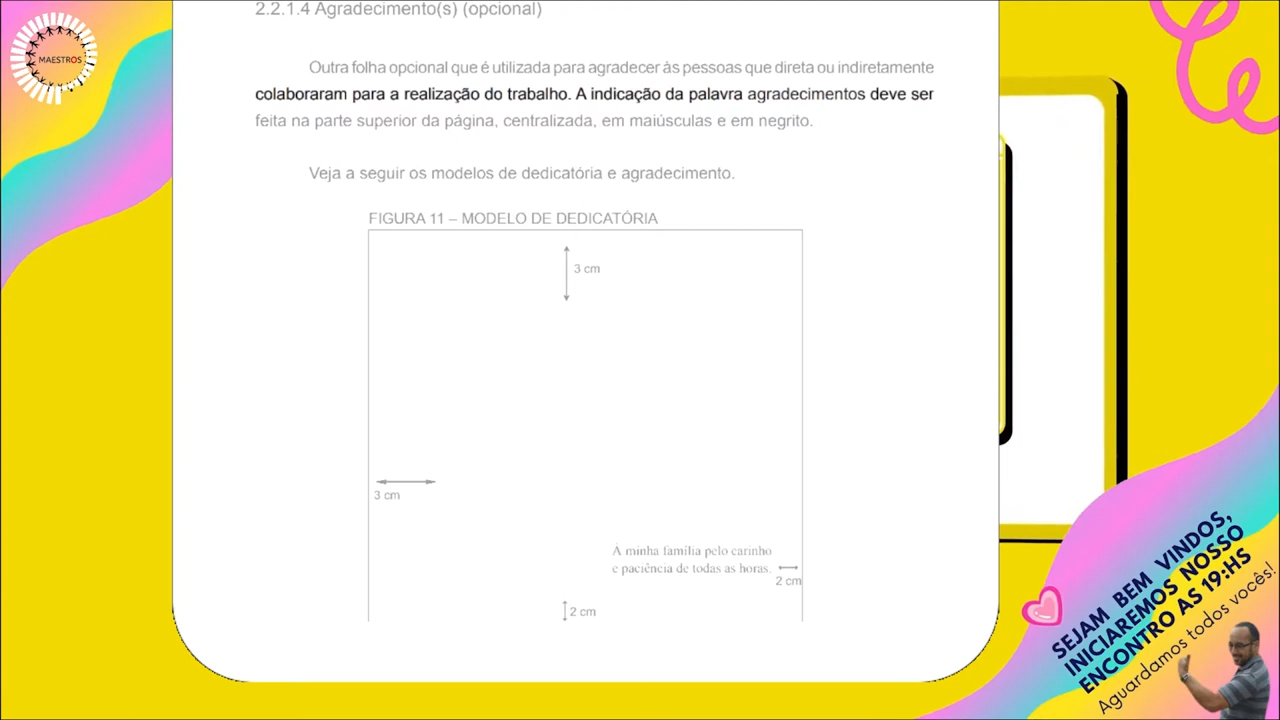 MAESTROS
2.2.1.4 Agradecimento(s) (opcional)
Outra folha opcional que é utilizada para agradecer às pessoas que direta ou indiretamente
colaboraram para a realização do trabalho. A indicação da palavra agradecimentos deve ser
feita na parte superior da página, centralizada, em maiúsculas e em negrito.
Veja a seguir os modelos de dedicatória e agradecimento.
FIGURA 11 – MODELO DE DEDICATÓRIA
3 cm
3 cm
À minha família pelo carinho
e paciência de todas as horas.
2 cm
2 cm
SEJAM BEM VINDOS,
INICIAREMOS NOSSO
ENCONTRO AS 19:HS
Aguardamos todos vocês!